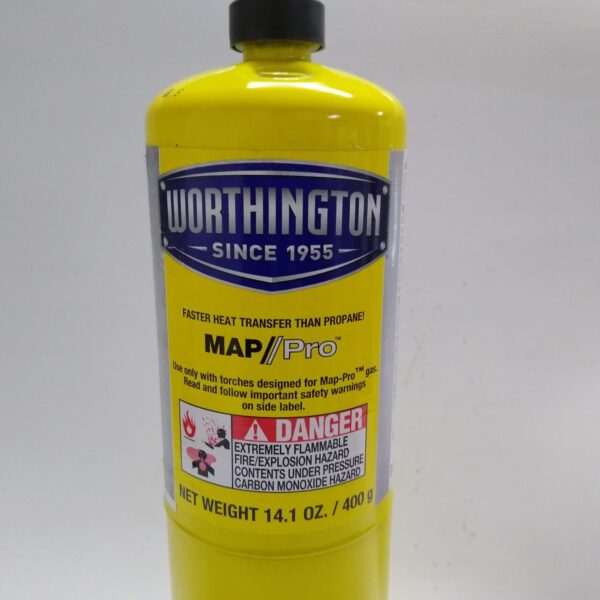 WORTHINGTON
SINCE 1955
FASTER HEAT TRANSFER THAN PROPANE!
MAP//Pro™
Use only with torches designed for Map-Pro™ gas.
Read and follow important safety warnings
on side label.
DANGER
EXTREMELY FLAMMABLE
FIRE/EXPLOSION HAZARD
CONTENTS UNDER PRESSURE
CARBON MONOXIDE HAZARD
NET WEIGHT 14.1 OZ. / 400 g